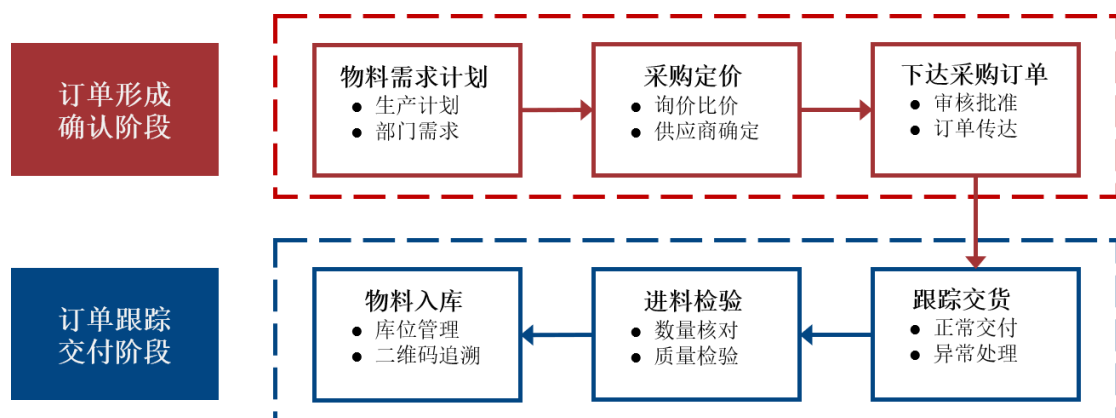 订单形成
确认阶段
物料需求计划
● 生产计划
● 部门需求
采购定价
● 询价比价
● 供应商确定
下达采购订单
● 审核批准
● 订单传达
订单跟踪
交付阶段
物料入库
● 库位管理
● 二维码追溯
进料检验
● 数量核对
● 质量检验
跟踪交货
● 正常交付
● 异常处理